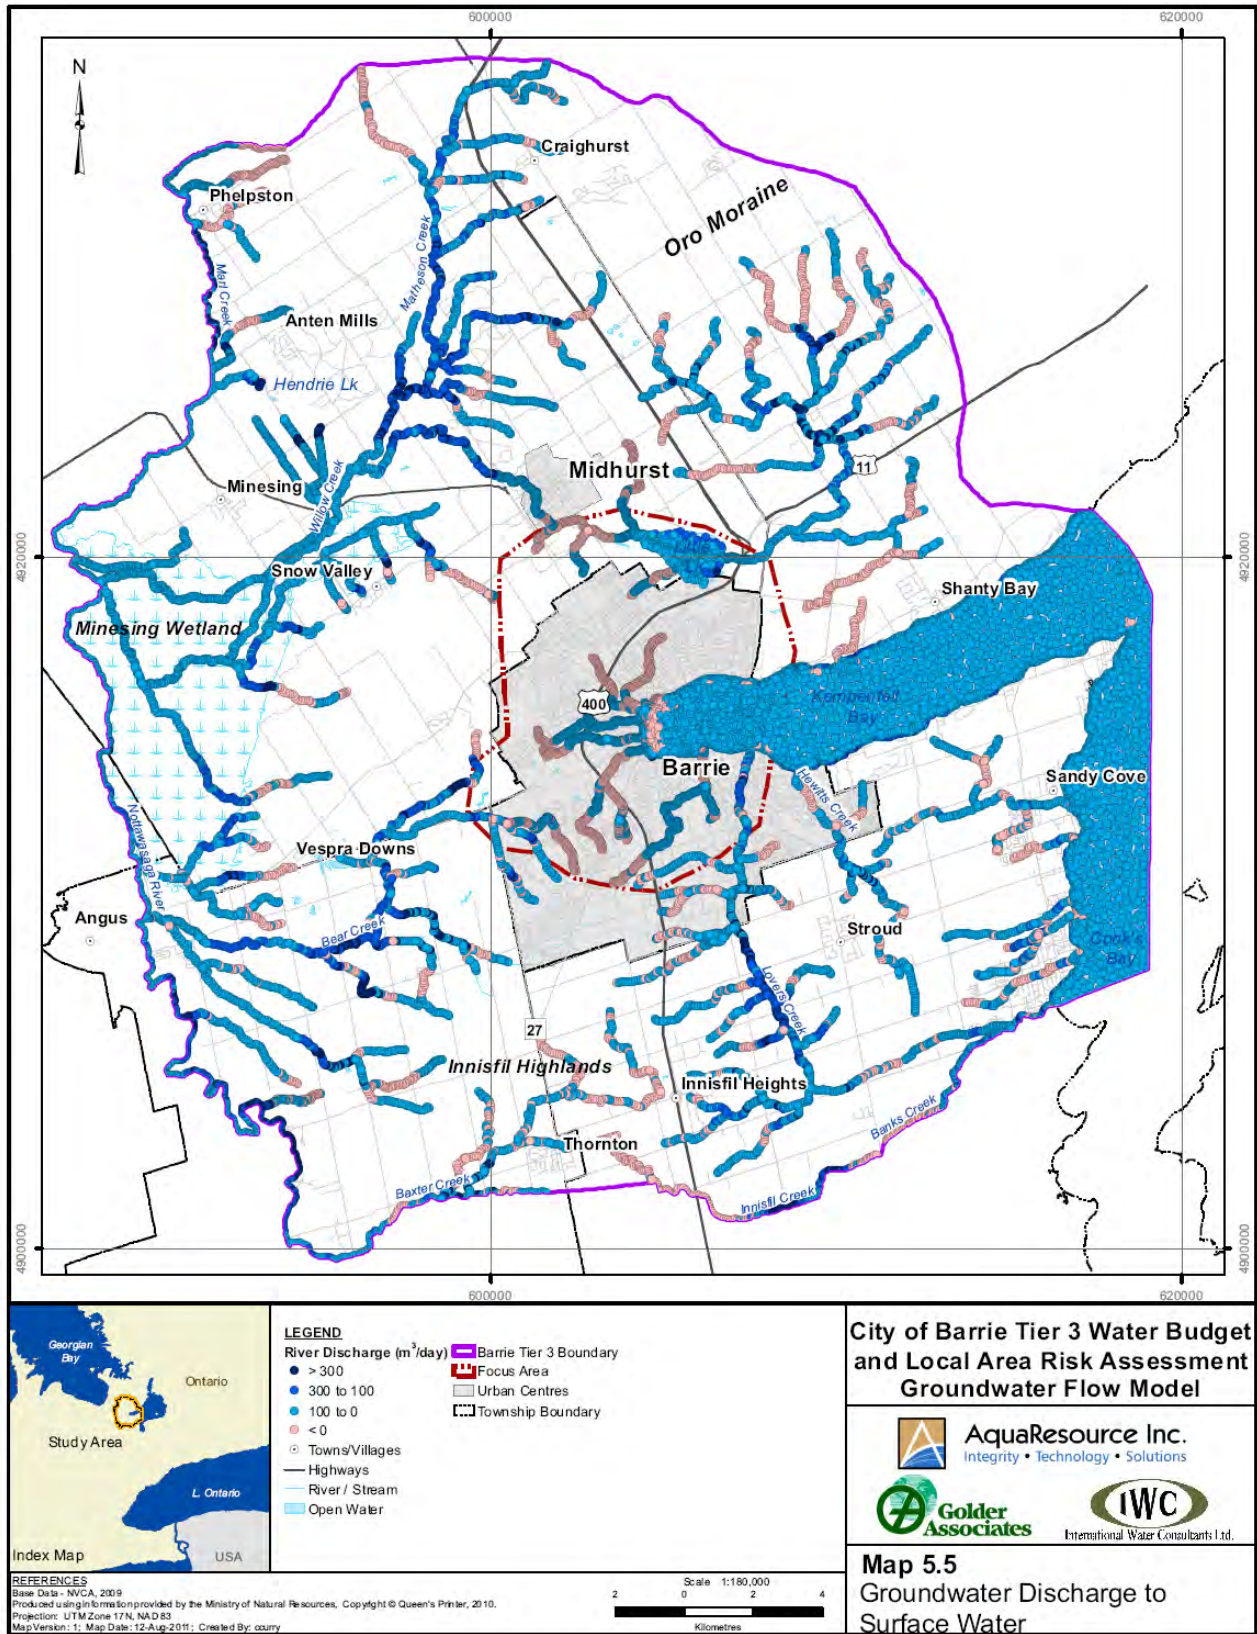 600000
620000
N
Craighurst
Phelpston
Oro Moraine
Matheson Creek
Marl Creek
Anten Mills
Hendrie Lk
Midhurst
11
Minesing
Willow Creek
4920000
4920000
Snow Valley
Shanty Bay
Minesing Wetland
400
Kempenfelt
Bay
Barrie
Sandy Cove
Hewitts Creek
Nottawasaga River
Vespra Downs
Angus
Bear Creek
Stroud
Cook's
Bay
Lovers Creek
27
Innisfil Highlands
Innisfil Heights
Banks Creek
Thornton
Baxter Creek
Innisfil Creek
4900000
4900000
600000
620000
Georgian
Bay
Ontario
Study Area
L. Ontario
Index Map
USA
LEGEND
River Discharge (m³/day)
> 300
300 to 100
100 to 0
< 0
Towns/Villages
Highways
River / Stream
Open Water
Barrie Tier 3 Boundary
Focus Area
Urban Centres
Township Boundary
City of Barrie Tier 3 Water Budget
and Local Area Risk Assessment
Groundwater Flow Model
AquaResource Inc.
Integrity • Technology • Solutions
Golder
Associates
IWC
International Water Consultants Ltd.
REFERENCES
Base Data - NVCA, 2009
Produced using information provided by the Ministry of Natural Resources, Copyright © Queen's Printer, 2010.
Projection: UTM Zone 17N, NAD 83
Map Version: 1; Map Date: 12-Aug-2011; Created By: ccurry
Scale 1:180,000
2 0 2 4
Kilometres
Map 5.5
Groundwater Discharge to
Surface Water